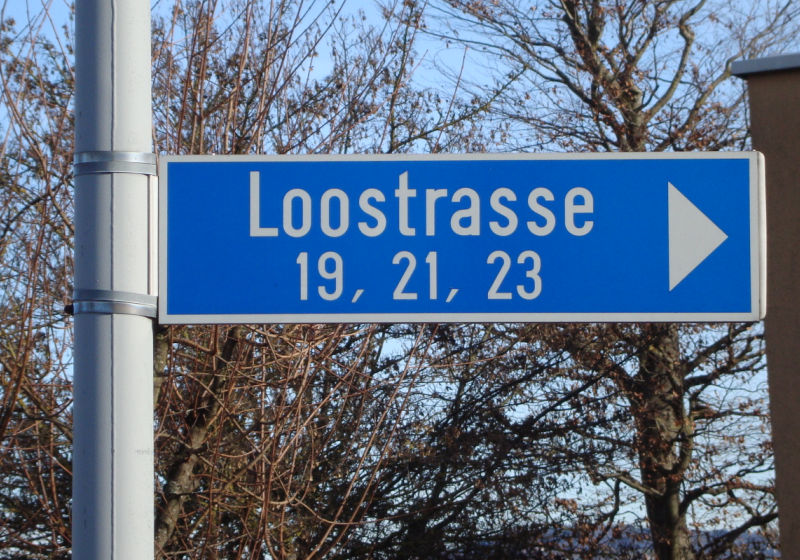 Loostrasse
19, 21, 23